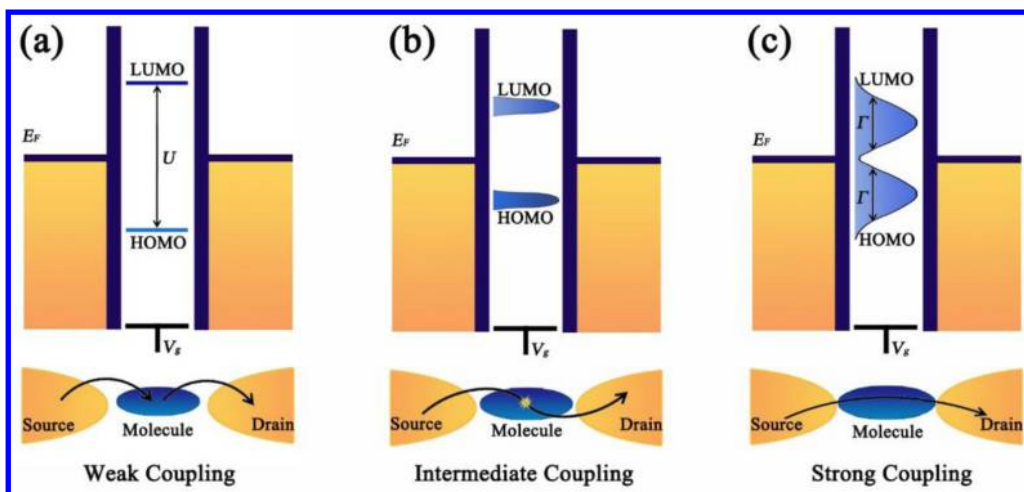 (a)
LUMO
E_F
U
HOMO
V_g
Source
Molecule
Drain
Weak Coupling
(b)
LUMO
E_F
HOMO
V_g
Source
Molecule
Drain
Intermediate Coupling
(c)
LUMO
E_F
Γ
Γ
HOMO
V_g
Source
Molecule
Drain
Strong Coupling